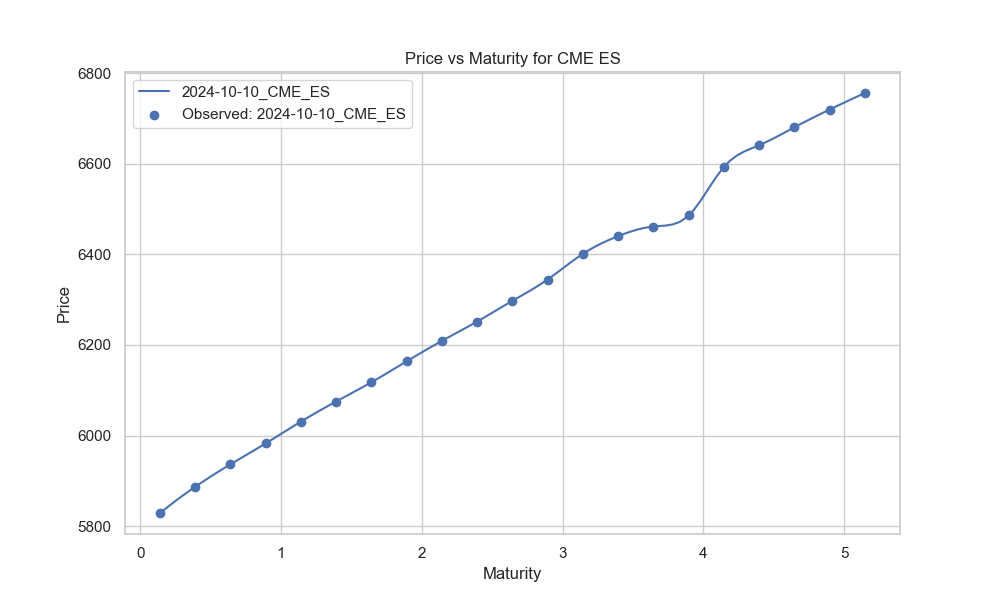 Price vs Maturity for CME ES
2024-10-10_CME_ES
Observed: 2024-10-10_CME_ES
Price
6800
6600
6400
6200
6000
5800
0 1 2 3 4 5
Maturity